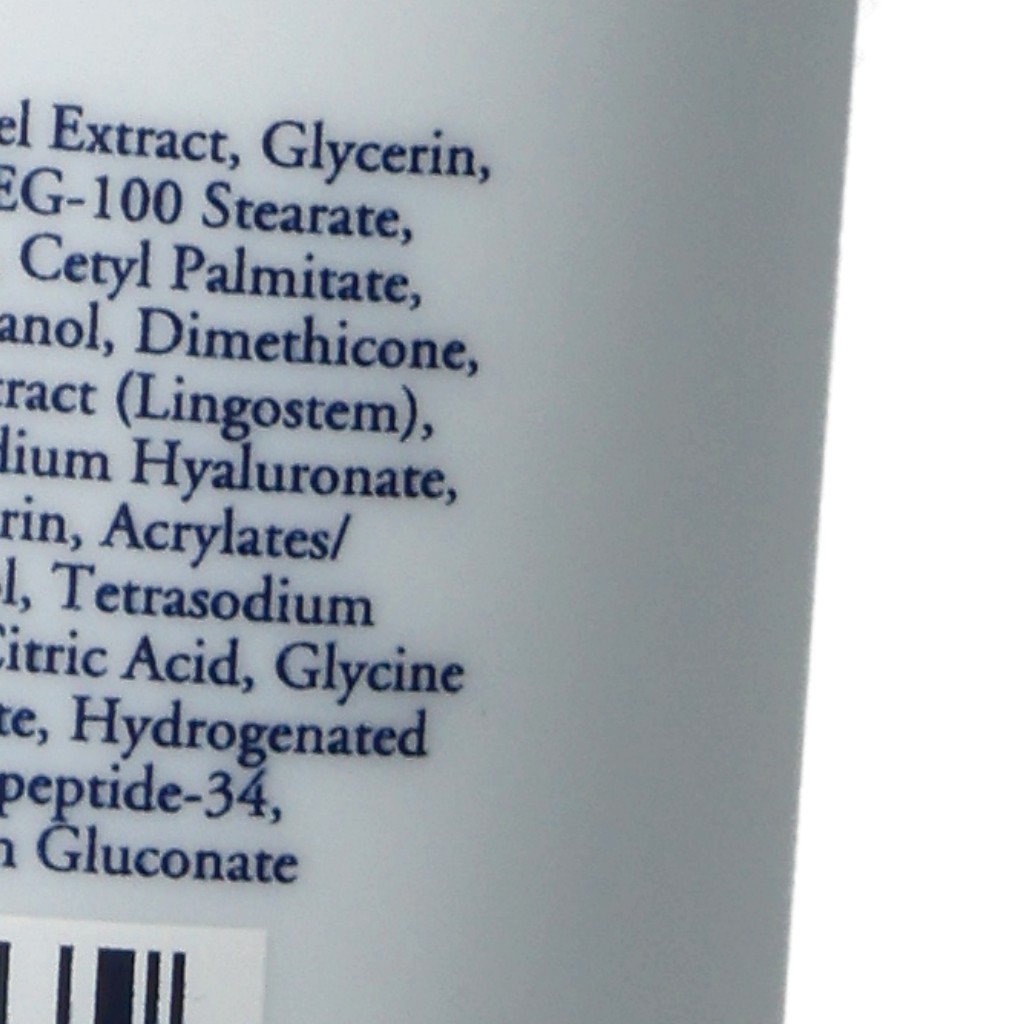 Extract, Glycerin,
EG-100 Stearate,
Cetyl Palmitate,
anol, Dimethicone,
tract (Lingostem),
dium Hyaluronate,
rin, Acrylates/
l, Tetrasodium
Citric Acid, Glycine
te, Hydrogenated
peptide-34,
Gluconate